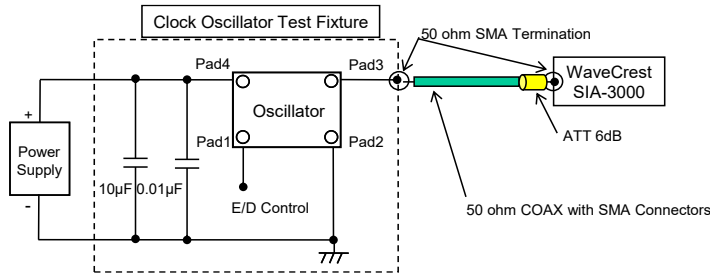 Clock Oscillator Test Fixture
50 ohm SMA Termination
Pad4
Pad3
WaveCrest
SIA-3000
Oscillator
+
Power
Supply
-
Pad1
Pad2
ATT 6dB
10µF 0.01µF
E/D Control
50 ohm COAX with SMA Connectors